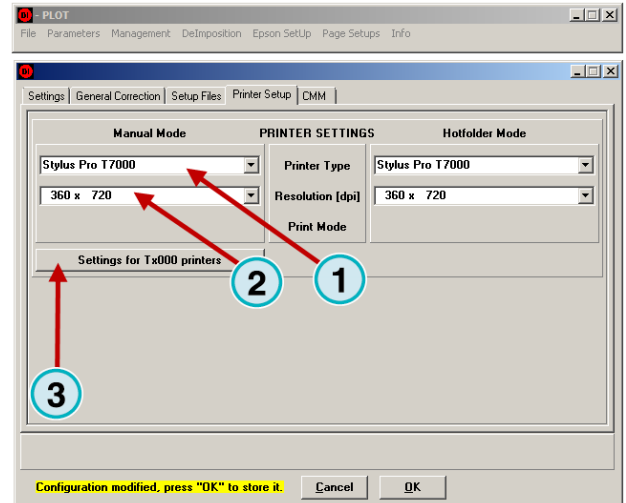 DI - PLOT
File Parameters Management DeImposition Epson SetUp Page Setups Info
DI
Settings General Correction Setup Files Printer Setup CMM
Manual Mode PRINTER SETTINGS Hotfolder Mode
Stylus Pro T7000 Printer Type Stylus Pro T7000
360 x 720 Resolution [dpi] 360 x 720
Print Mode
Settings for Tx000 printers
2 1
3
Configuration modified, press "OK" to store it. Cancel OK